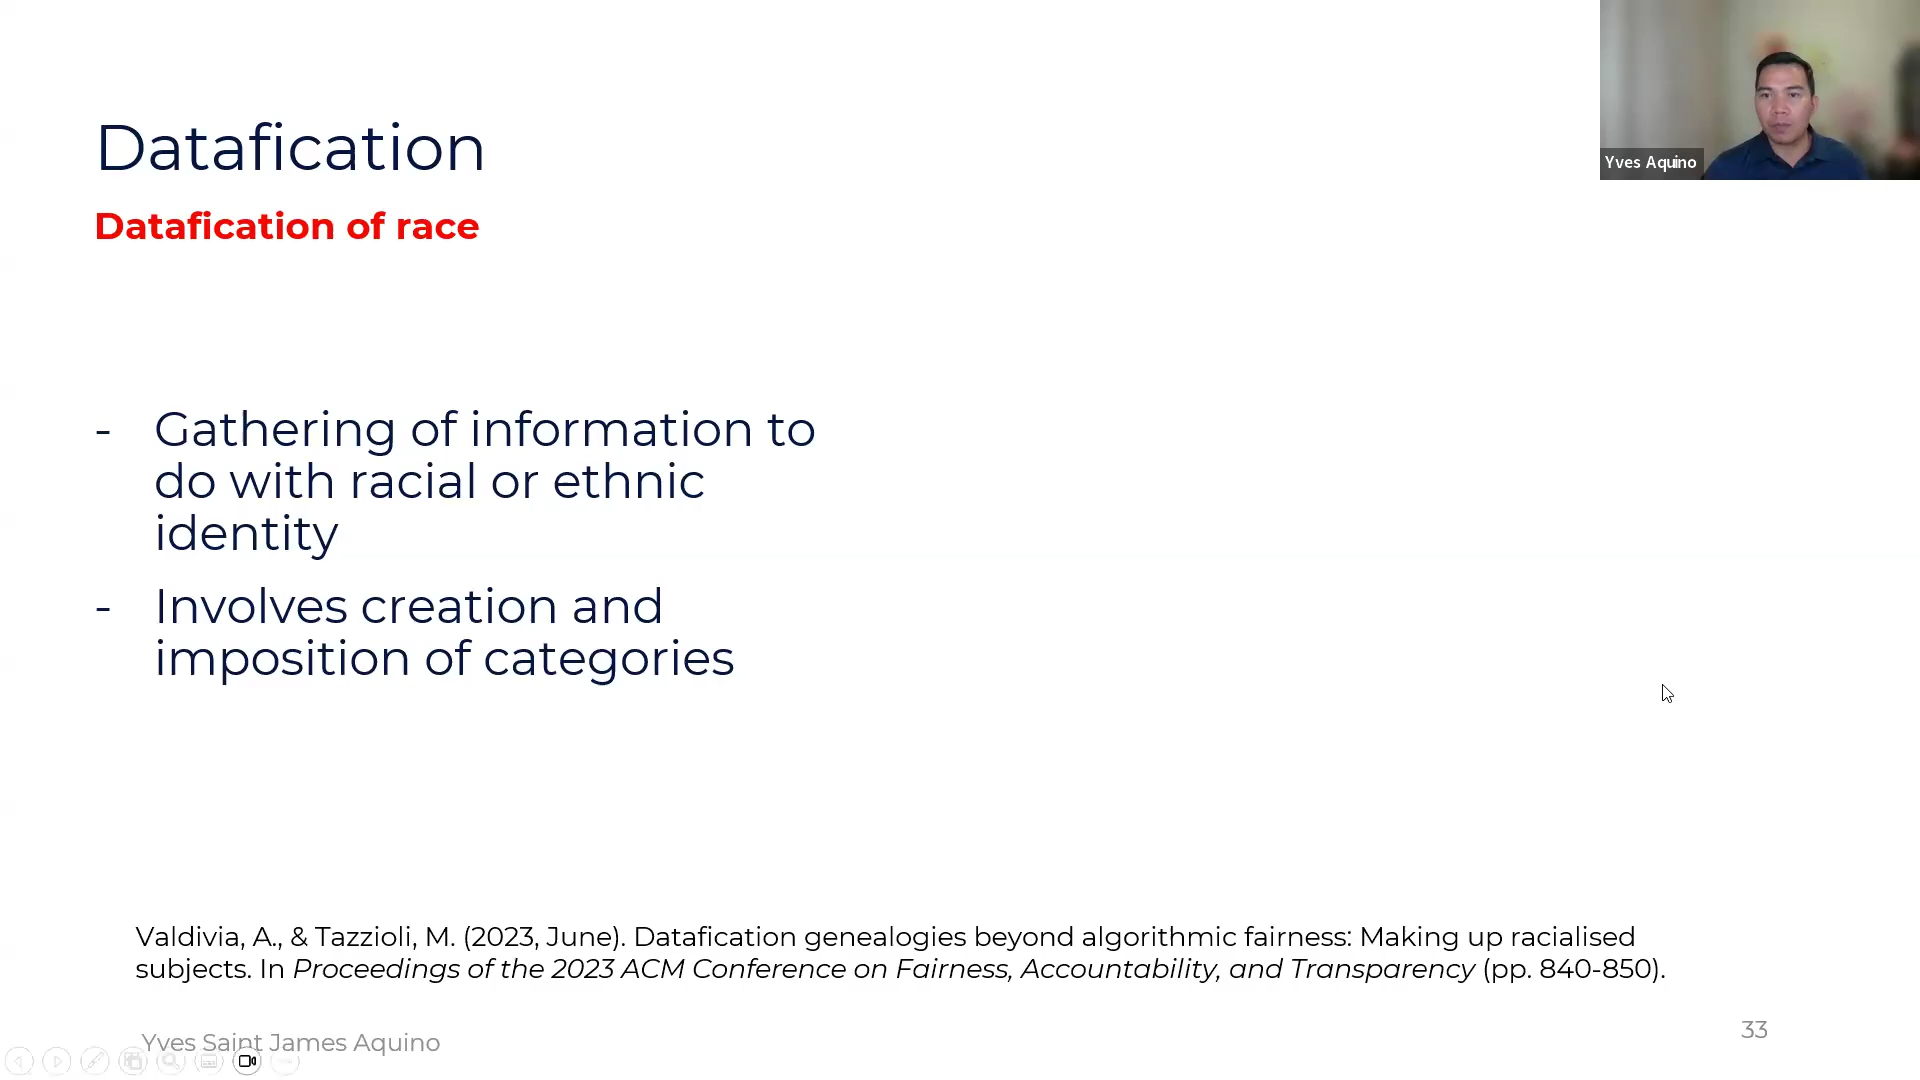 Datafication
Datafication of race
Yves Aquino
- Gathering of information to
do with racial or ethnic
identity
- Involves creation and
imposition of categories
Valdivia, A., & Tazzioli, M. (2023, June). Datafication genealogies beyond algorithmic fairness: Making up racialised
subjects. In Proceedings of the 2023 ACM Conference on Fairness, Accountability, and Transparency (pp. 840-850).
Yves Saint James Aquino
33